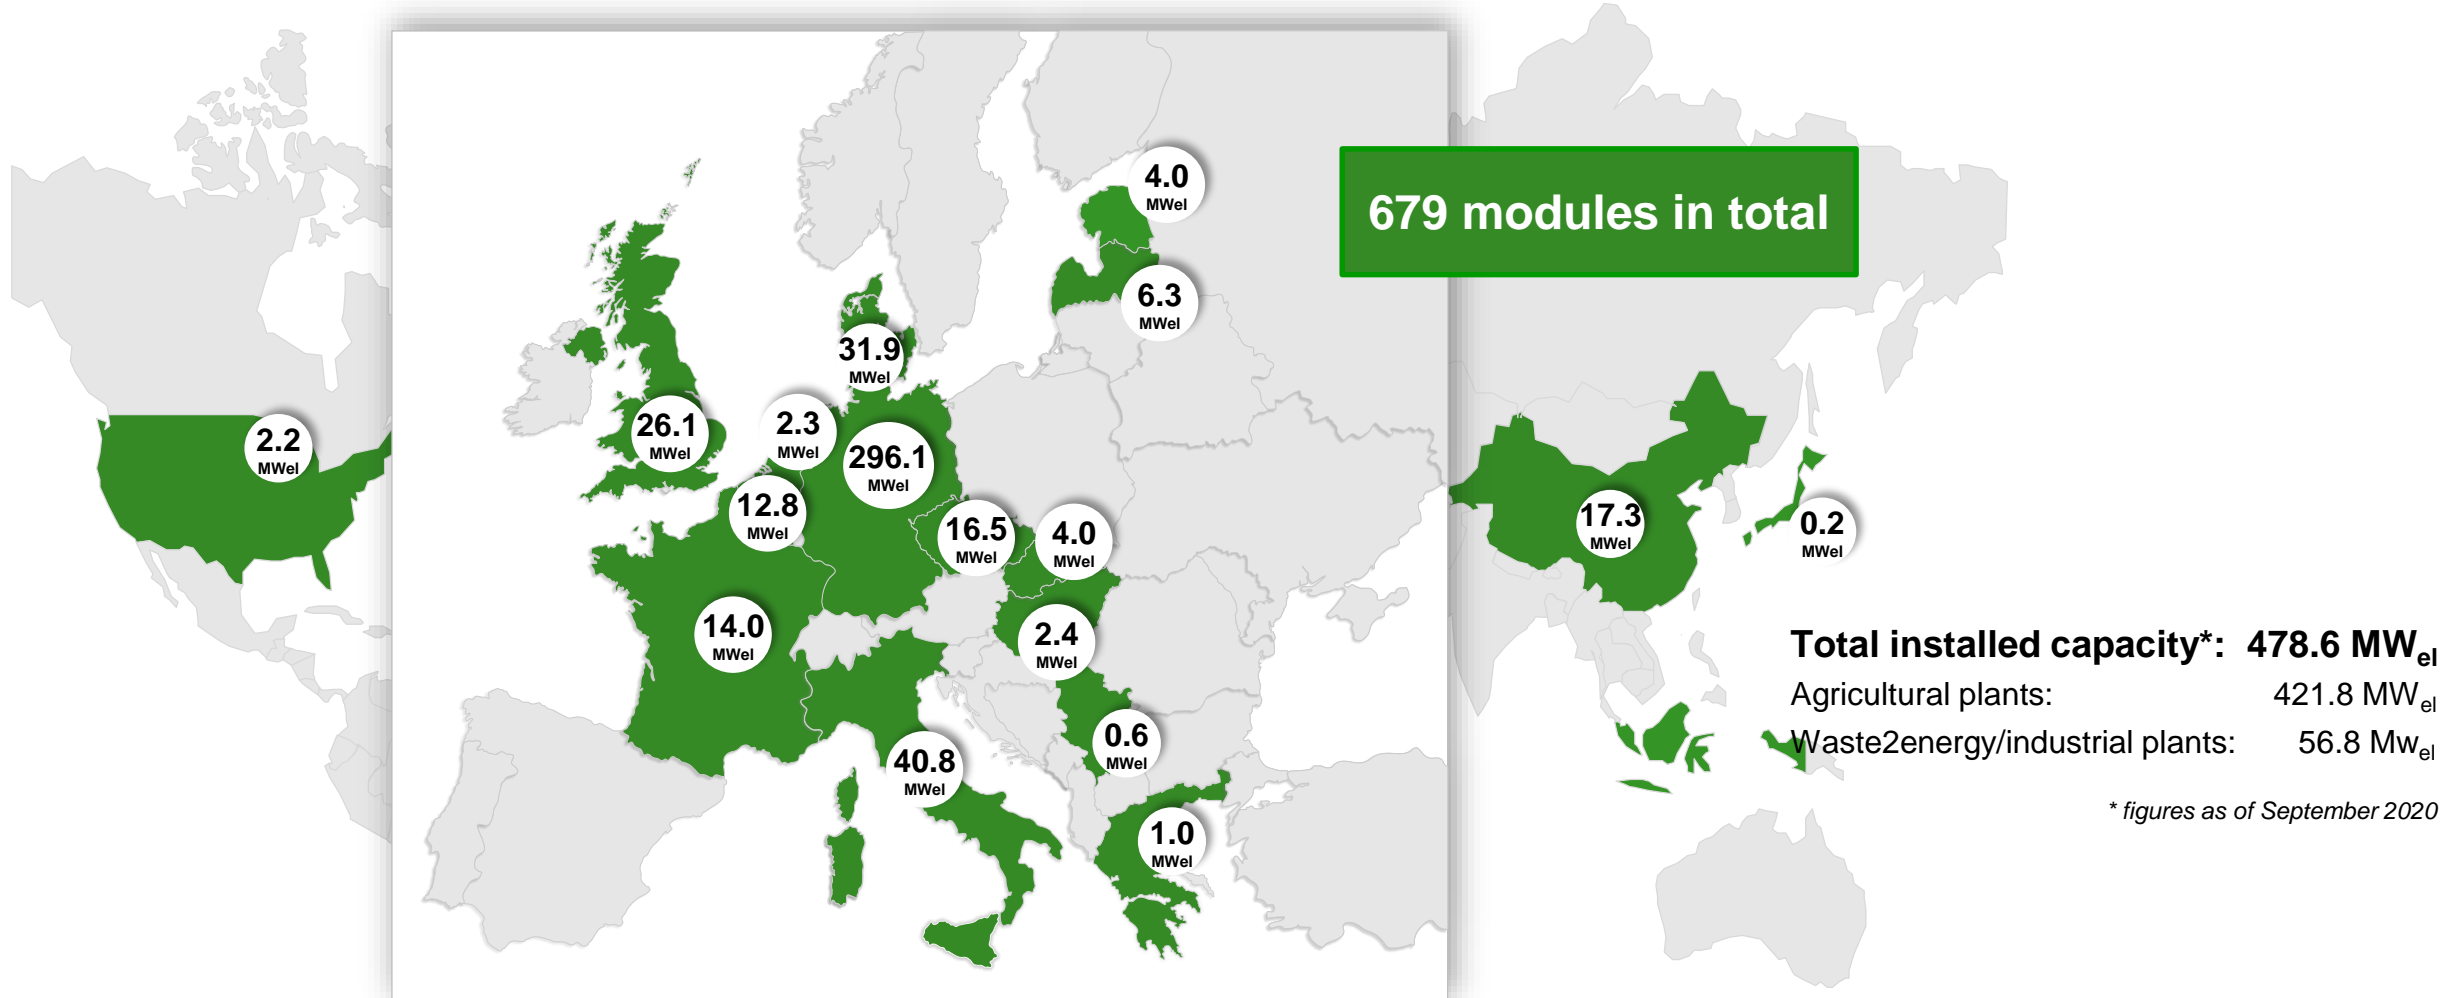 4.0
MWel
679 modules in total
6.3
MWel
31.9
MWel
2.2
MWel
26.1
MWel
2.3
MWel
296.1
MWel
12.8
MWel
16.5
MWel
4.0
MWel
17.3
MWel
0.2
MWel
14.0
MWel
2.4
MWel
0.6
MWel
40.8
MWel
1.0
MWel
Total installed capacity*: 478.6 MWel
Agricultural plants: 421.8 MWel
Waste2energy/industrial plants: 56.8 Mwel
* figures as of September 2020